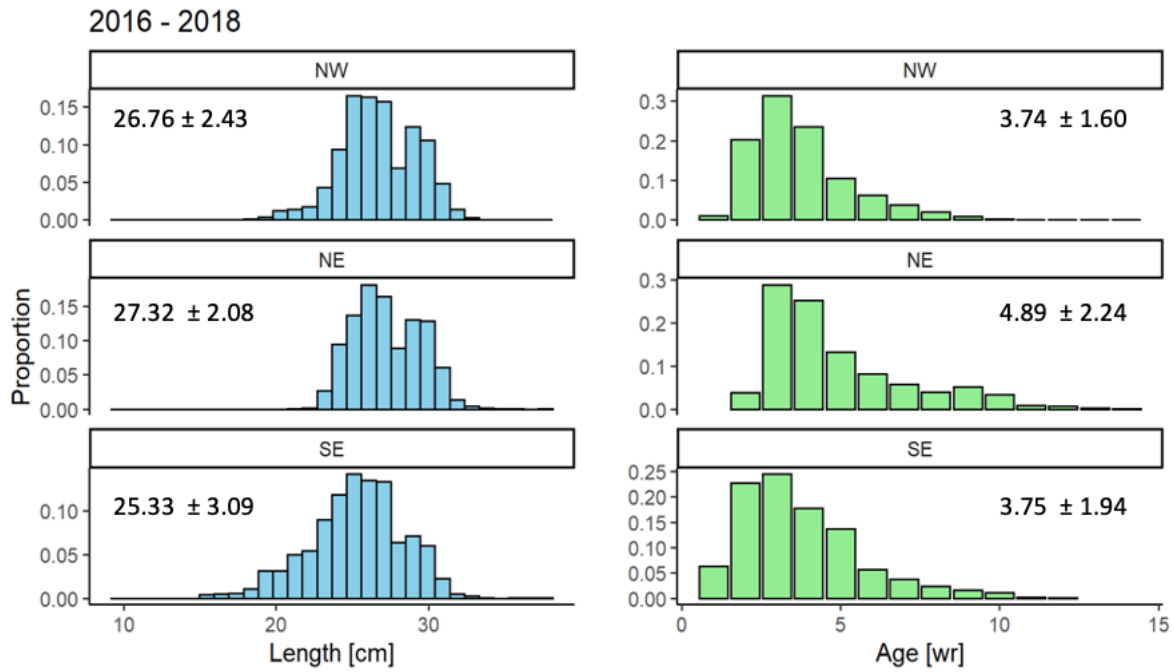 2016 - 2018
NW
0.15
0.10
0.05
0.00
26.76 ± 2.43
NE
0.15
0.10
0.05
0.00
27.32 ± 2.08
SE
0.10
0.05
0.00
25.33 ± 3.09
10 20 30
Length [cm]
Proportion
NW
0.3
0.2
0.1
0.0
3.74 ± 1.60
NE
0.3
0.2
0.1
0.0
4.89 ± 2.24
SE
0.25
0.20
0.15
0.10
0.05
0.00
3.75 ± 1.94
0 5 10 15
Age [wr]